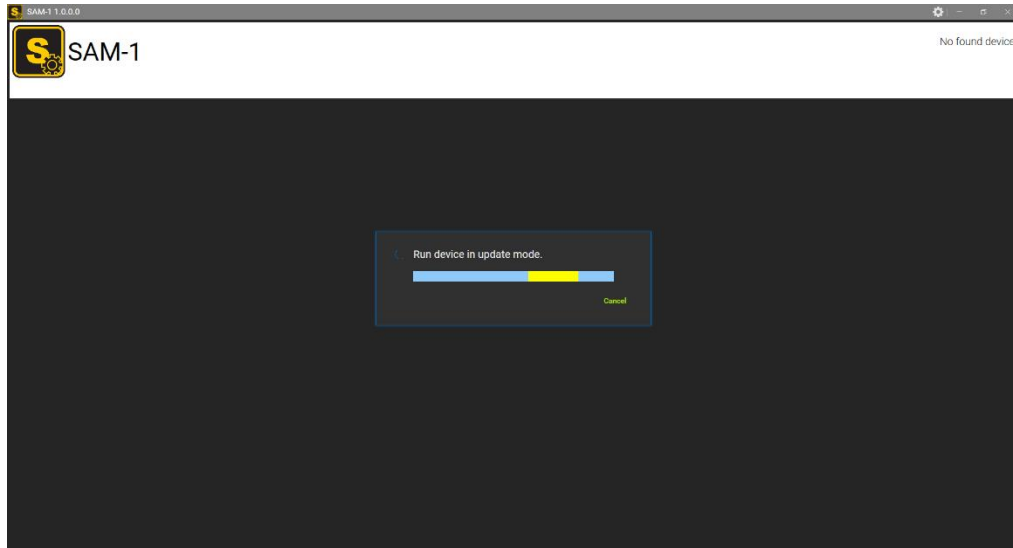 SAM-1 1.0.0.0
S
SAM-1
No found device
Run device in update mode.
Cancel